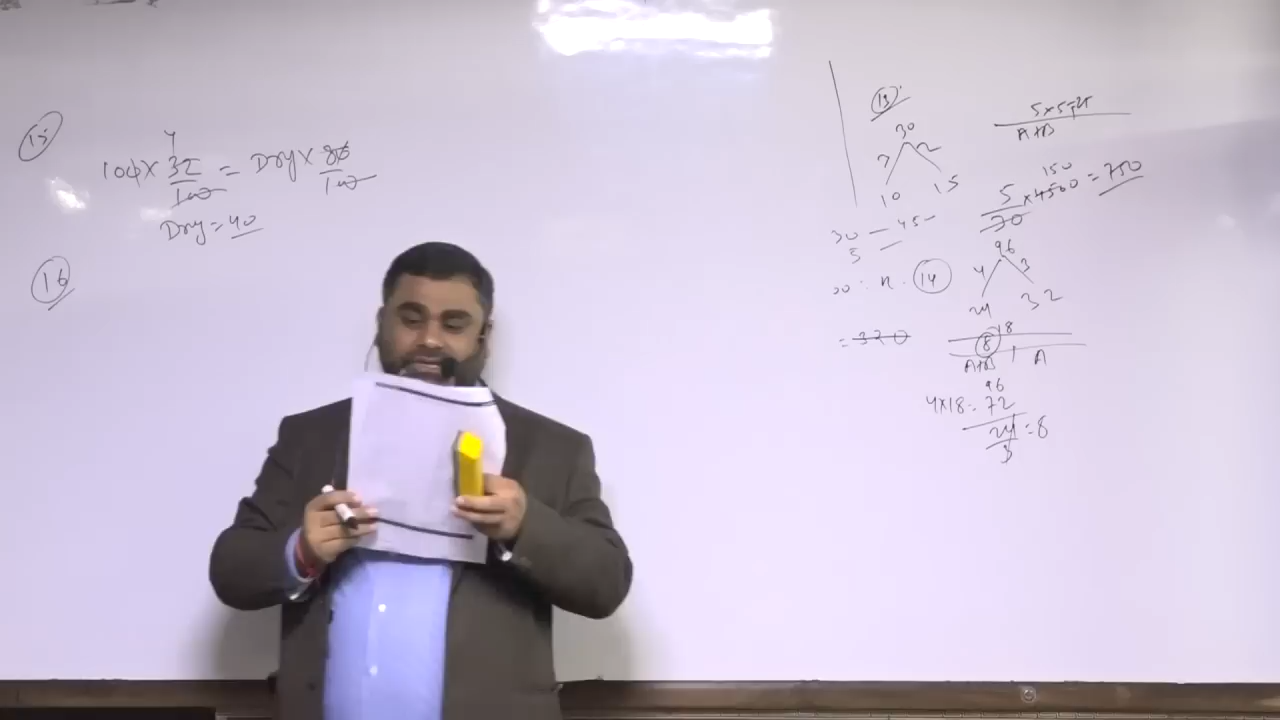 15
4
100 × 32/100 = Dry × 80/100
Dry = 40
16
13
30
3 2
10 15
30 — 45
5
5×5=25
A+B
150
5/30 × 4500 = 750
14
96
4 3
24 32
= 320
18
8
A+B | A
96
4×18 = 72
24/3 = 8